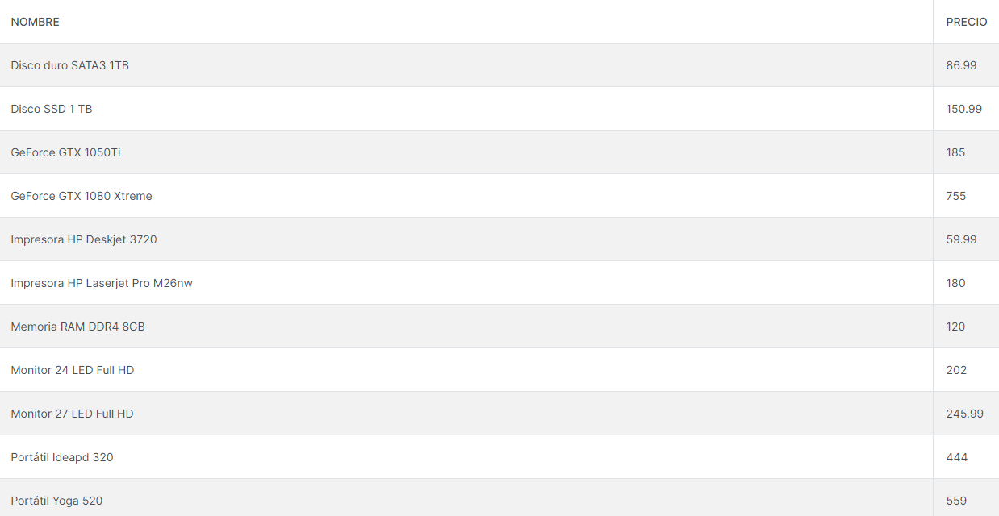 NOMBRE PRECIO
Disco duro SATA3 1TB 86.99
Disco SSD 1 TB 150.99
GeForce GTX 1050Ti 185
GeForce GTX 1080 Xtreme 755
Impresora HP Deskjet 3720 59.99
Impresora HP Laserjet Pro M26nw 180
Memoria RAM DDR4 8GB 120
Monitor 24 LED Full HD 202
Monitor 27 LED Full HD 245.99
Portátil Ideapd 320 444
Portátil Yoga 520 559